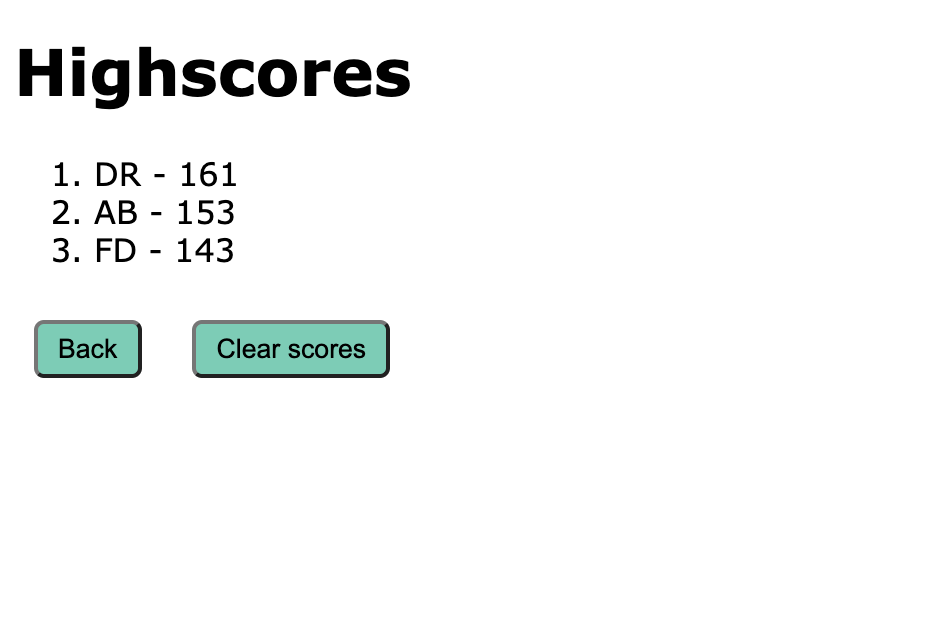 Highscores
1. DR - 161
2. AB - 153
3. FD - 143
Back
Clear scores